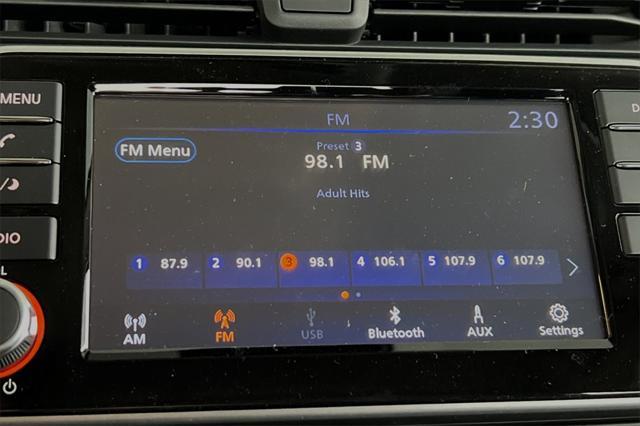 MENU
FM
2:30
FM Menu
Preset 3
98.1 FM
Adult Hits
1 87.9 2 90.1 3 98.1 4 106.1 5 107.9 6 107.9
AM FM USB Bluetooth AUX Settings